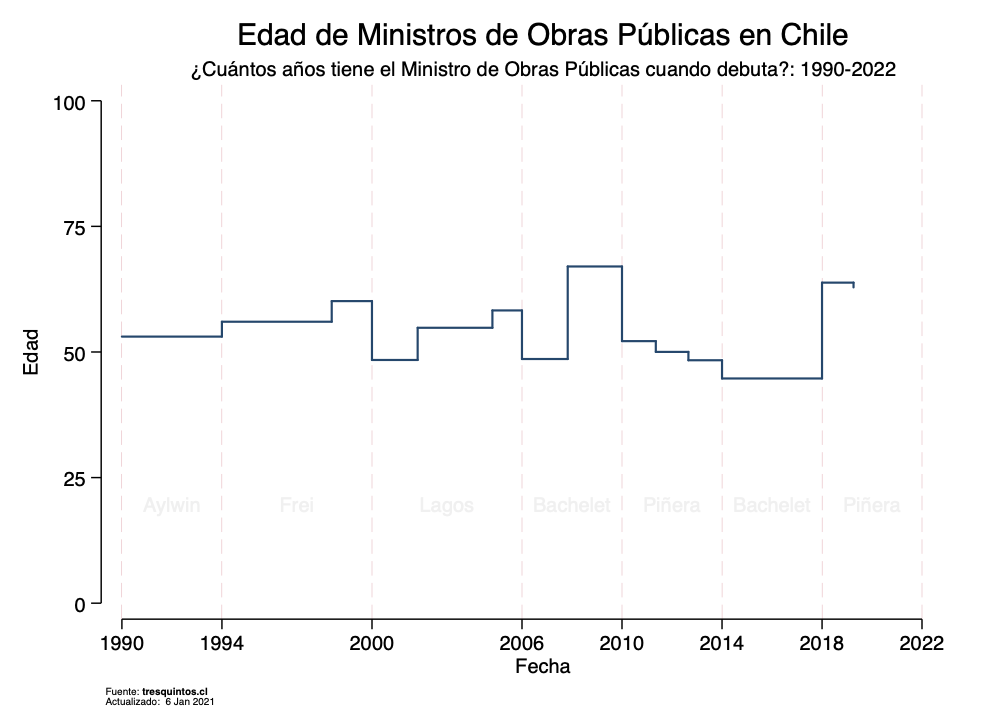 Edad de Ministros de Obras Públicas en Chile
¿Cuántos años tiene el Ministro de Obras Públicas cuando debuta?: 1990-2022
100
75
50
25
0
Edad
Aylwin Frei Lagos Bachelet Piñera Bachelet Piñera
1990 1994 2000 2006 2010 2014 2018 2022
Fecha
Fuente: tresquintos.cl
Actualizado: 6 Jan 2021